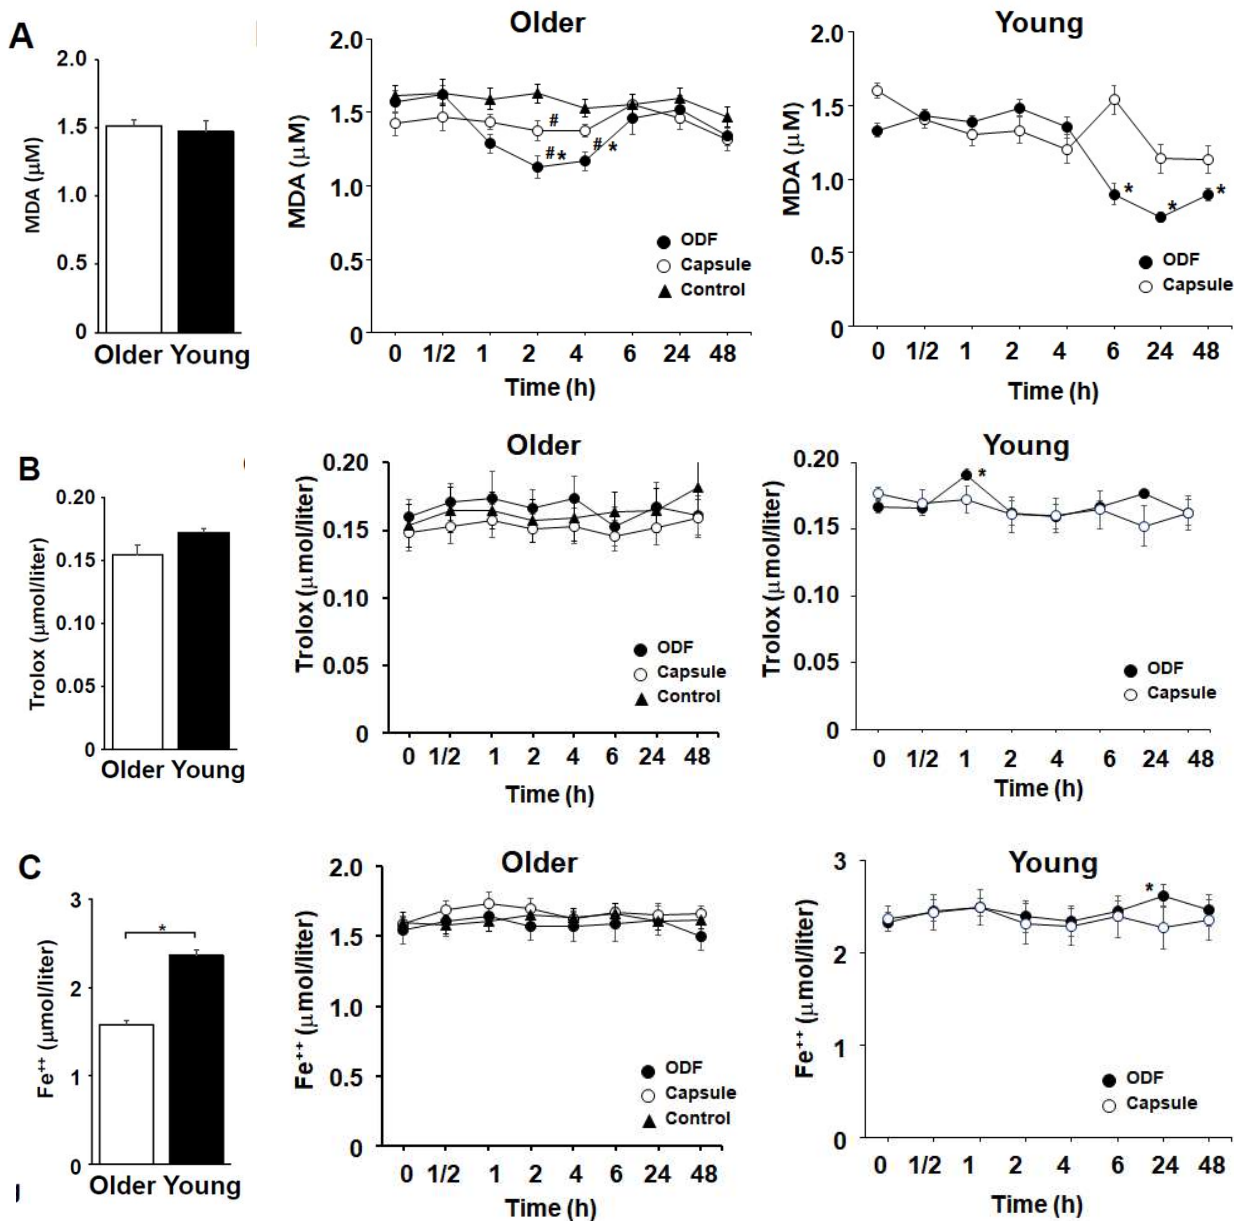 A
MDA (μM)
2.0
1.5
1.0
0.5
0
Older Young
Older
MDA (μM)
2.0
1.5
1.0
0.5
0
#
#*
#*
ODF
Capsule
Control
0 1/2 1 2 4 6 24 48
Time (h)
Young
MDA (μM)
2.0
1.5
1.0
0.5
0
*
*
*
ODF
Capsule
0 1/2 1 2 4 6 24 48
Time (h)
B
Trolox (μmol/liter)
0.20
0.15
0.10
0.05
0
Older Young
Older
Trolox (μmol/liter)
0.20
0.15
0.10
0.05
0
ODF
Capsule
Control
0 1/2 1 2 4 6 24 48
Time (h)
Young
Trolox (μmol/liter)
0.20
0.15
0.10
0.05
0
*
ODF
Capsule
0 1/2 1 2 4 6 24 48
Time (h)
C
Fe⁺⁺ (μmol/liter)
3
2
1
0
*
Older Young
Older
Fe⁺⁺ (μmol/liter)
2.0
1.5
1.0
0.5
0
ODF
Capsule
Control
0 1/2 1 2 4 6 24 48
Time (h)
Young
Fe⁺⁺ (μmol/liter)
3
2
1
0
*
ODF
Capsule
0 1/2 1 2 4 6 24 48
Time (h)